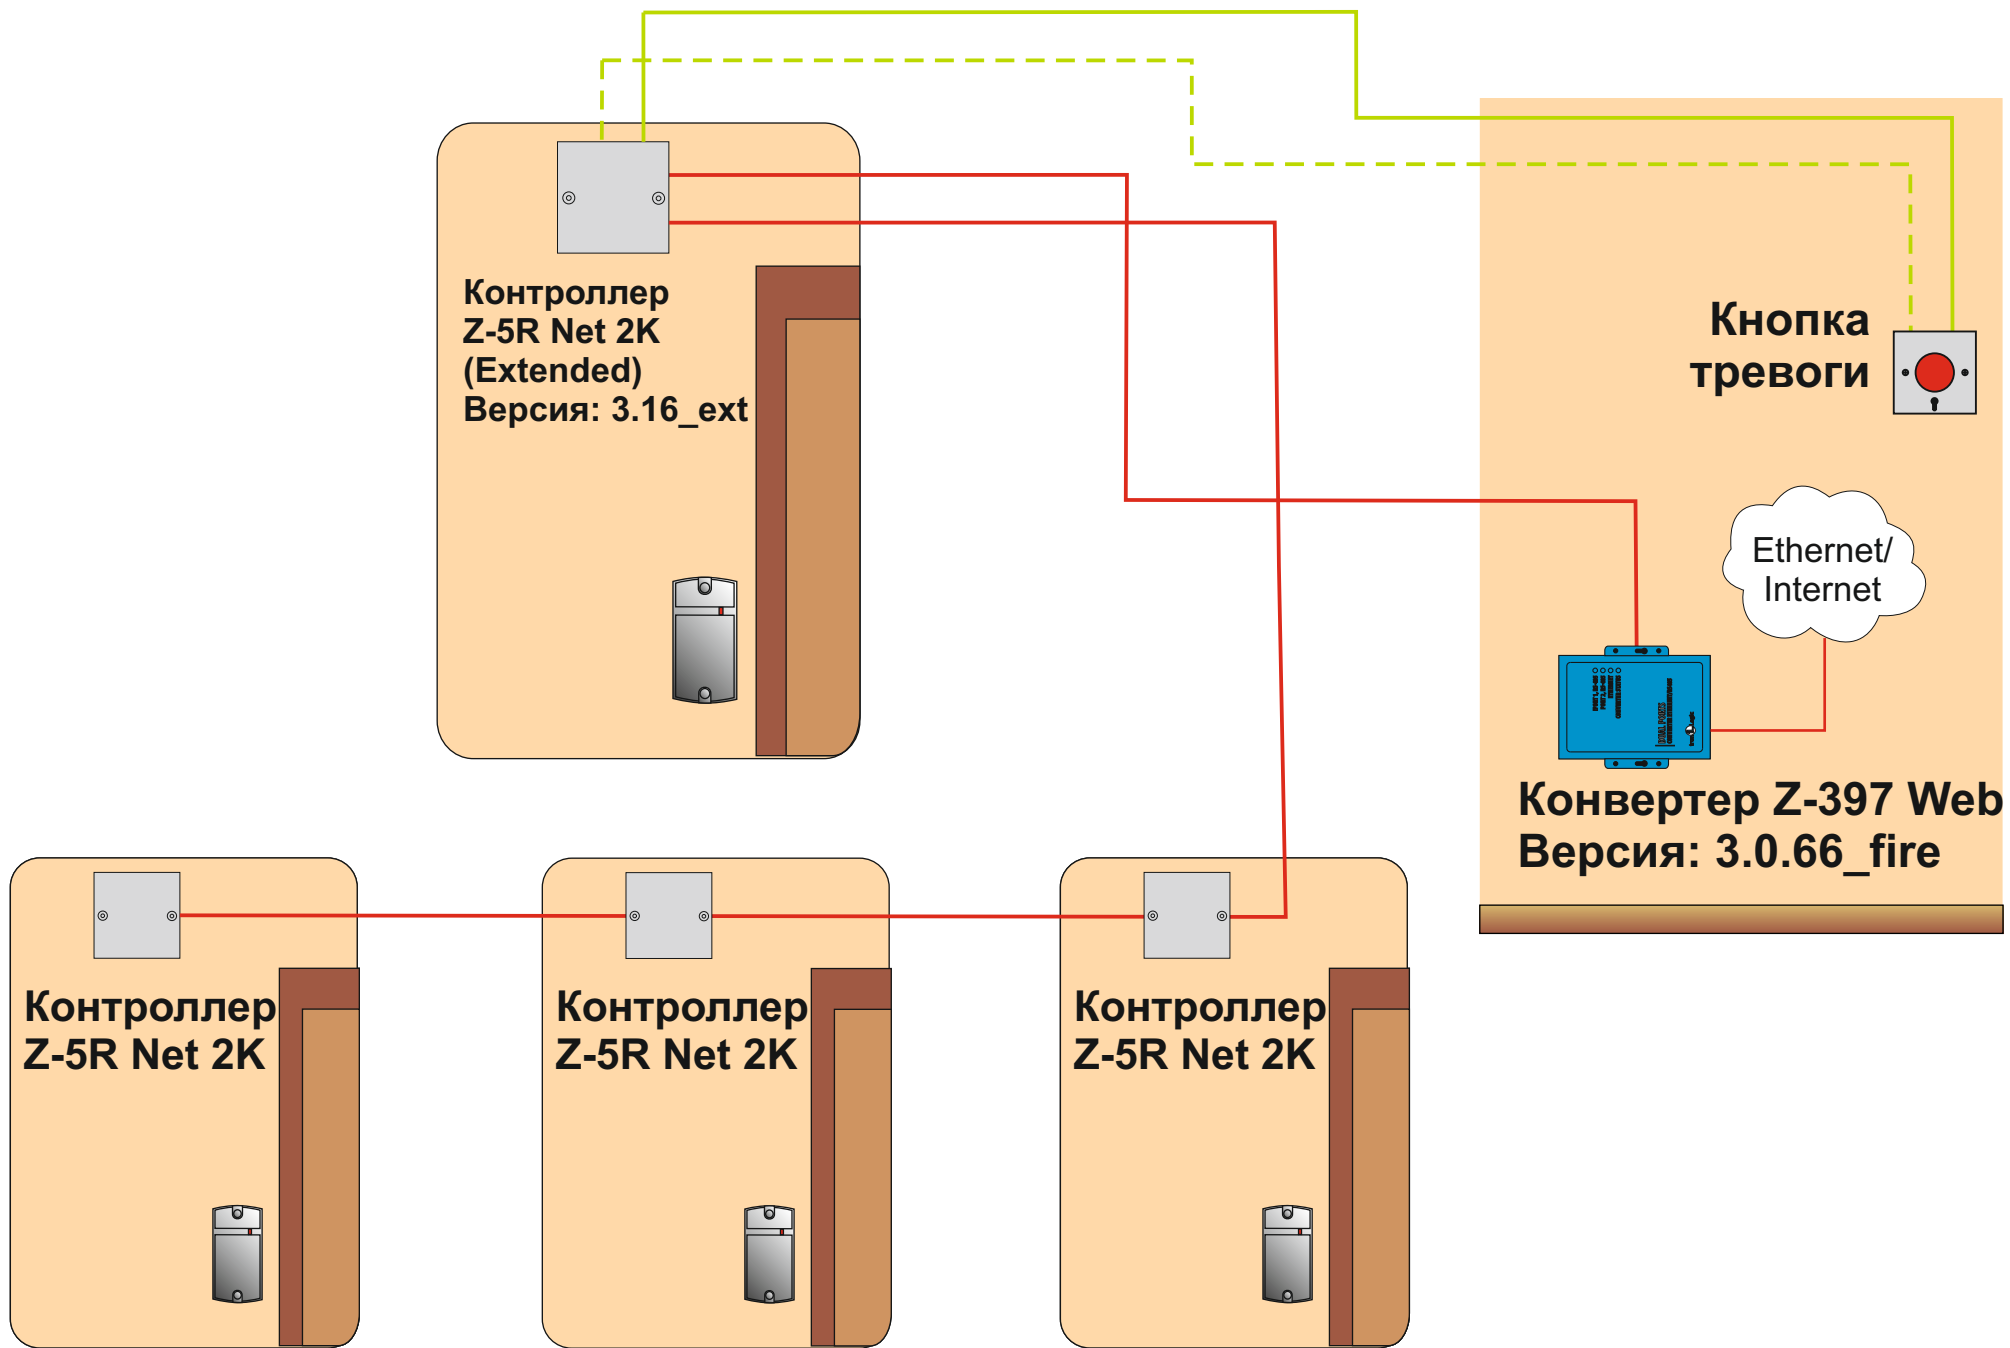 Контроллер
Z-5R Net 2K
(Extended)
Версия: 3.16_ext
Кнопка
тревоги
Ethernet/
Internet
Конвертер Z-397 Web
Версия: 3.0.66_fire
Контроллер
Z-5R Net 2K
Контроллер
Z-5R Net 2K
Контроллер
Z-5R Net 2K